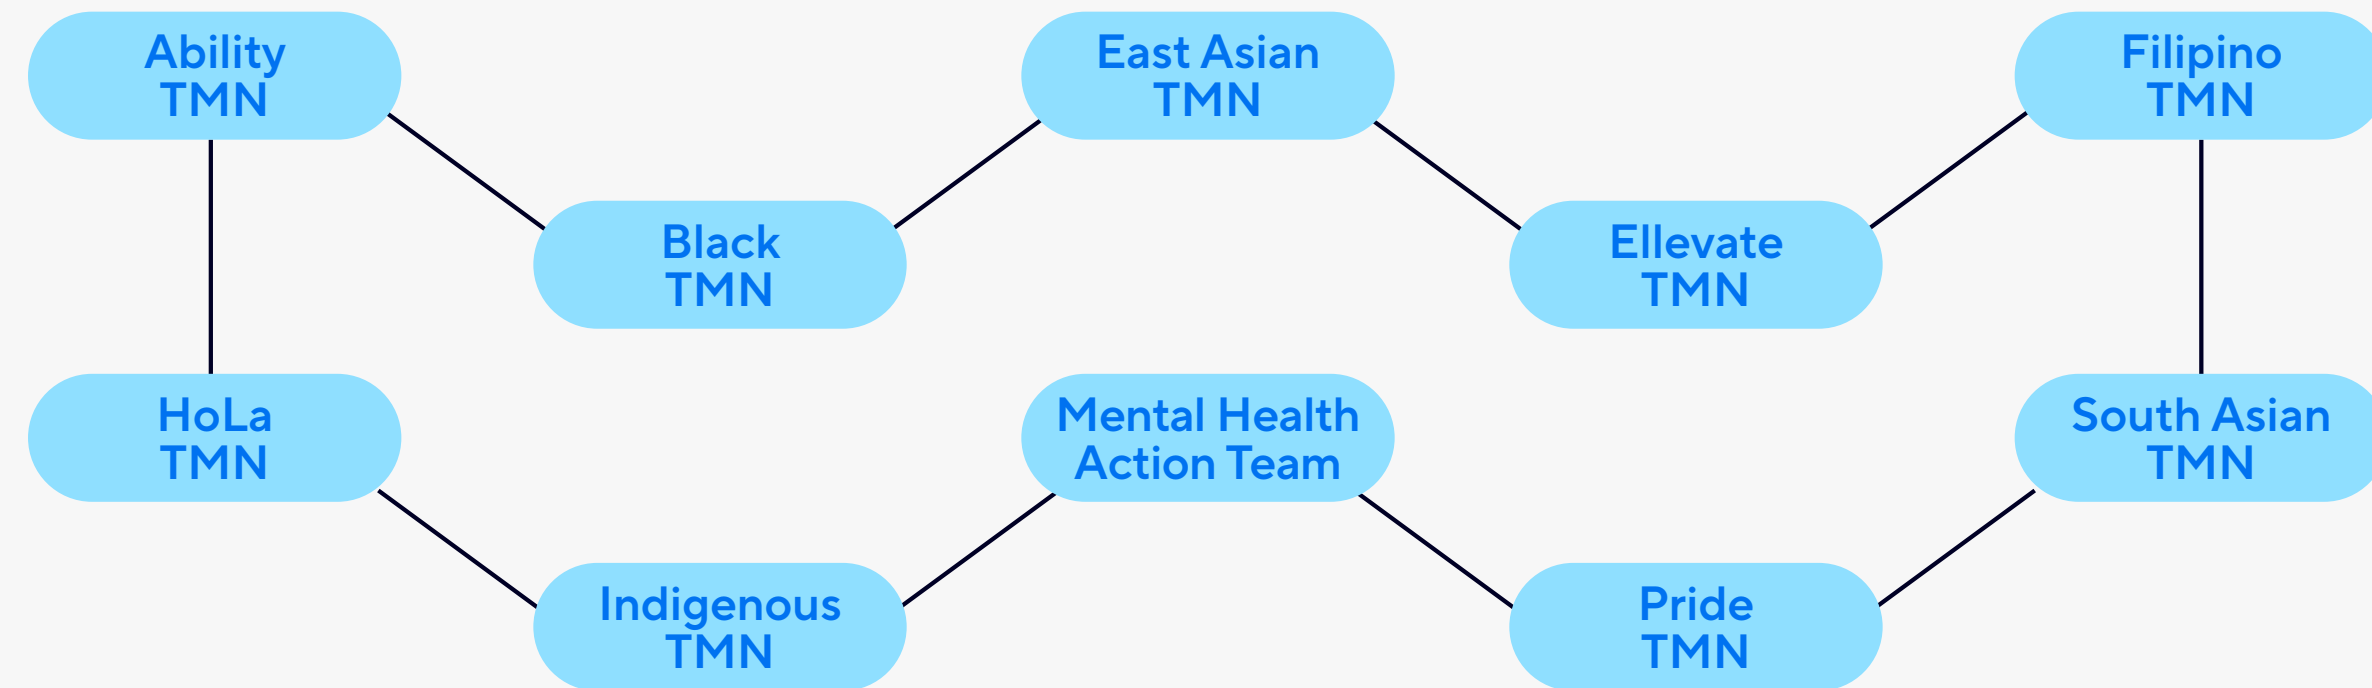 Ability
TMN
East Asian
TMN
Filipino
TMN
Black
TMN
Ellevate
TMN
HoLa
TMN
Mental Health
Action Team
South Asian
TMN
Indigenous
TMN
Pride
TMN